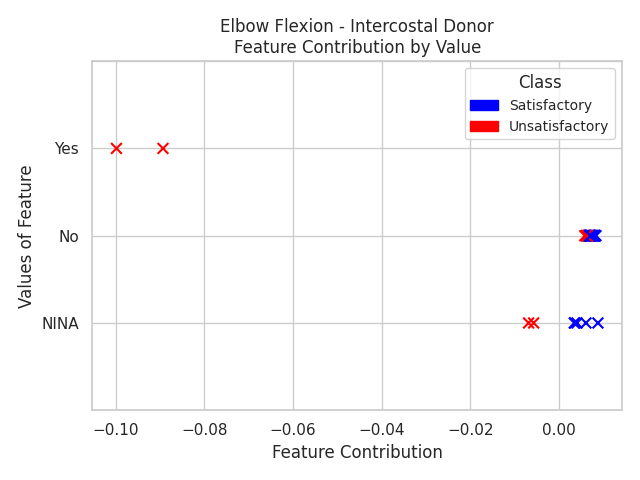 Elbow Flexion - Intercostal Donor
Feature Contribution by Value
Class
Satisfactory
Unsatisfactory
Values of Feature
Yes
No
NINA
−0.10
−0.08
−0.06
−0.04
−0.02
0.00
Feature Contribution